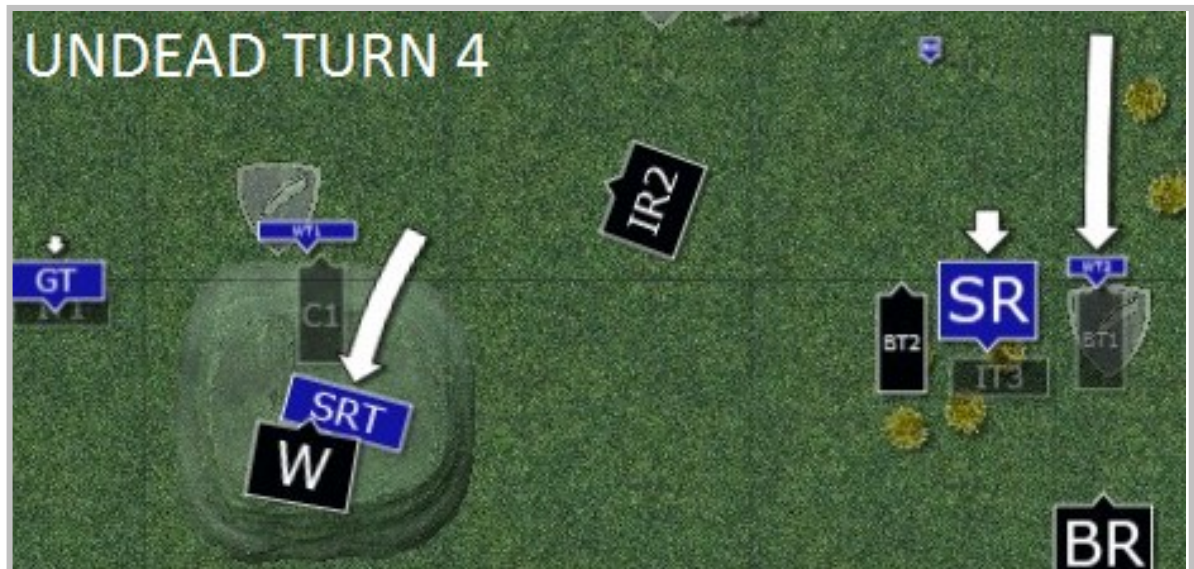 UNDEAD TURN 4
IR2
WT1
WT2
GT
SR
C1
BT2
BT1
IT3
SRT
W
BR